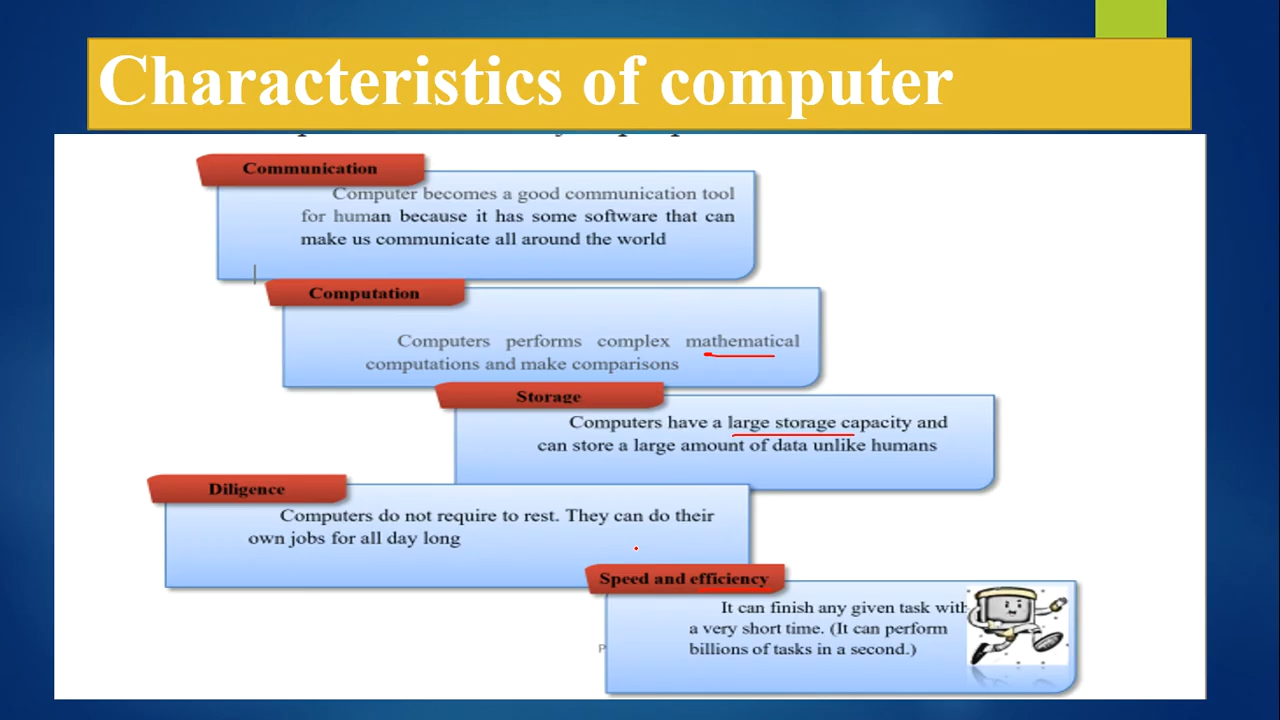 Characteristics of computer
Communication
Computer becomes a good communication tool
for human because it has some software that can
make us communicate all around the world
Computation
Computers performs complex mathematical
computations and make comparisons
Storage
Computers have a large storage capacity and
can store a large amount of data unlike humans
Diligence
Computers do not require to rest. They can do their
own jobs for all day long
Speed and efficiency
It can finish any given task with
a very short time. (It can perform
billions of tasks in a second.)